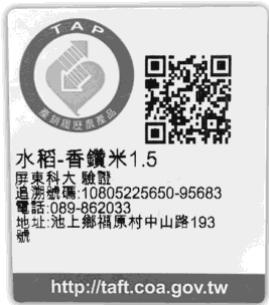 TAP
產銷履歷農產品
水稻-香鑽米1.5
屏東科大 驗證
追溯號碼:10805225650-95683
電話:089-862033
地址:池上鄉福原村中山路193
號
http://taft.coa.gov.tw